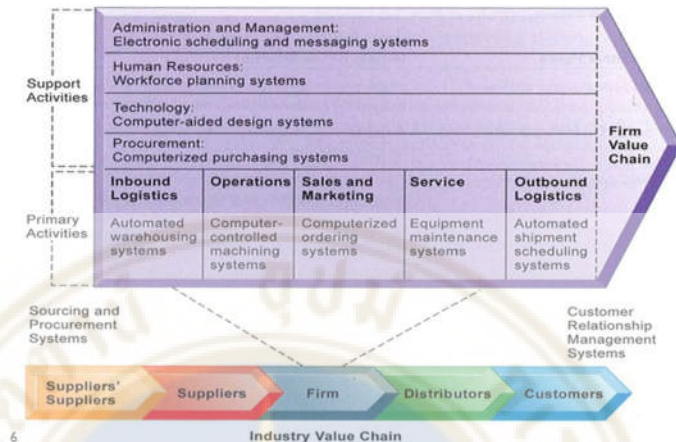 Administration and Management:
Electronic scheduling and messaging systems
Human Resources:
Workforce planning systems
Technology:
Computer-aided design systems
Procurement:
Computerized purchasing systems
Support
Activities
Firm
Value
Chain
Inbound
Logistics
Operations
Sales and
Marketing
Service
Outbound
Logistics
Primary
Activities
Automated
warehousing
systems
Computer-
controlled
machining
systems
Computerized
ordering
systems
Equipment
maintenance
systems
Automated
shipment
scheduling
systems
Sourcing and
Procurement
Systems
Customer
Relationship
Management
Systems
Suppliers'
Suppliers
Suppliers
Firm
Distributors
Customers
6
Industry Value Chain